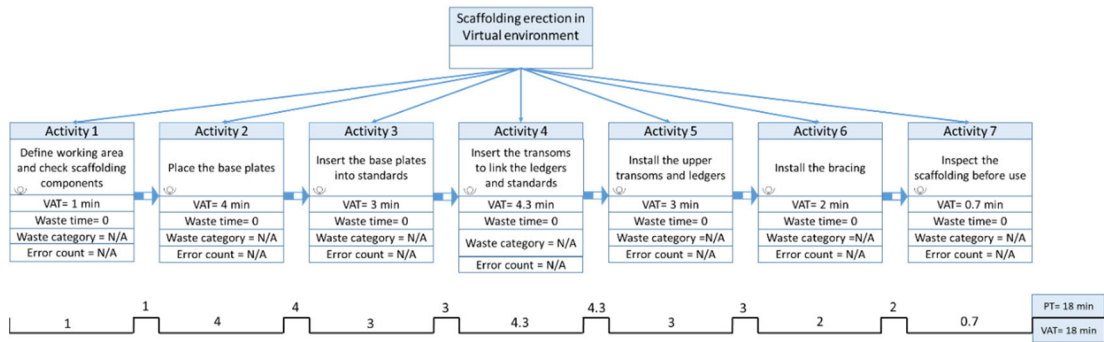 Scaffolding erection in
Virtual environment
Activity 1
Define working area
and check scaffolding
components
VAT= 1 min
Waste time= 0
Waste category = N/A
Error count = N/A
Activity 2
Place the base plates
VAT= 4 min
Waste time= 0
Waste category = N/A
Error count = N/A
Activity 3
Insert the base plates
into standards
VAT= 3 min
Waste time= 0
Waste category = N/A
Error count = N/A
Activity 4
Insert the transoms
to link the ledgers
and standards
VAT= 4.3 min
Waste time= 0
Waste category = N/A
Error count = N/A
Activity 5
Install the upper
transoms and ledgers
VAT= 3 min
Waste time= 0
Waste category =N/A
Error count = N/A
Activity 6
Install the bracing
VAT= 2 min
Waste time= 0
Waste category =N/A
Error count = N/A
Activity 7
Inspect the
scaffolding before use
VAT= 0.7 min
Waste time= 0
Waste category = N/A
Error count = N/A
1 4 3 4.3 3 2
PT= 18 min
1 4 3 4.3 3 2 0.7
VAT= 18 min